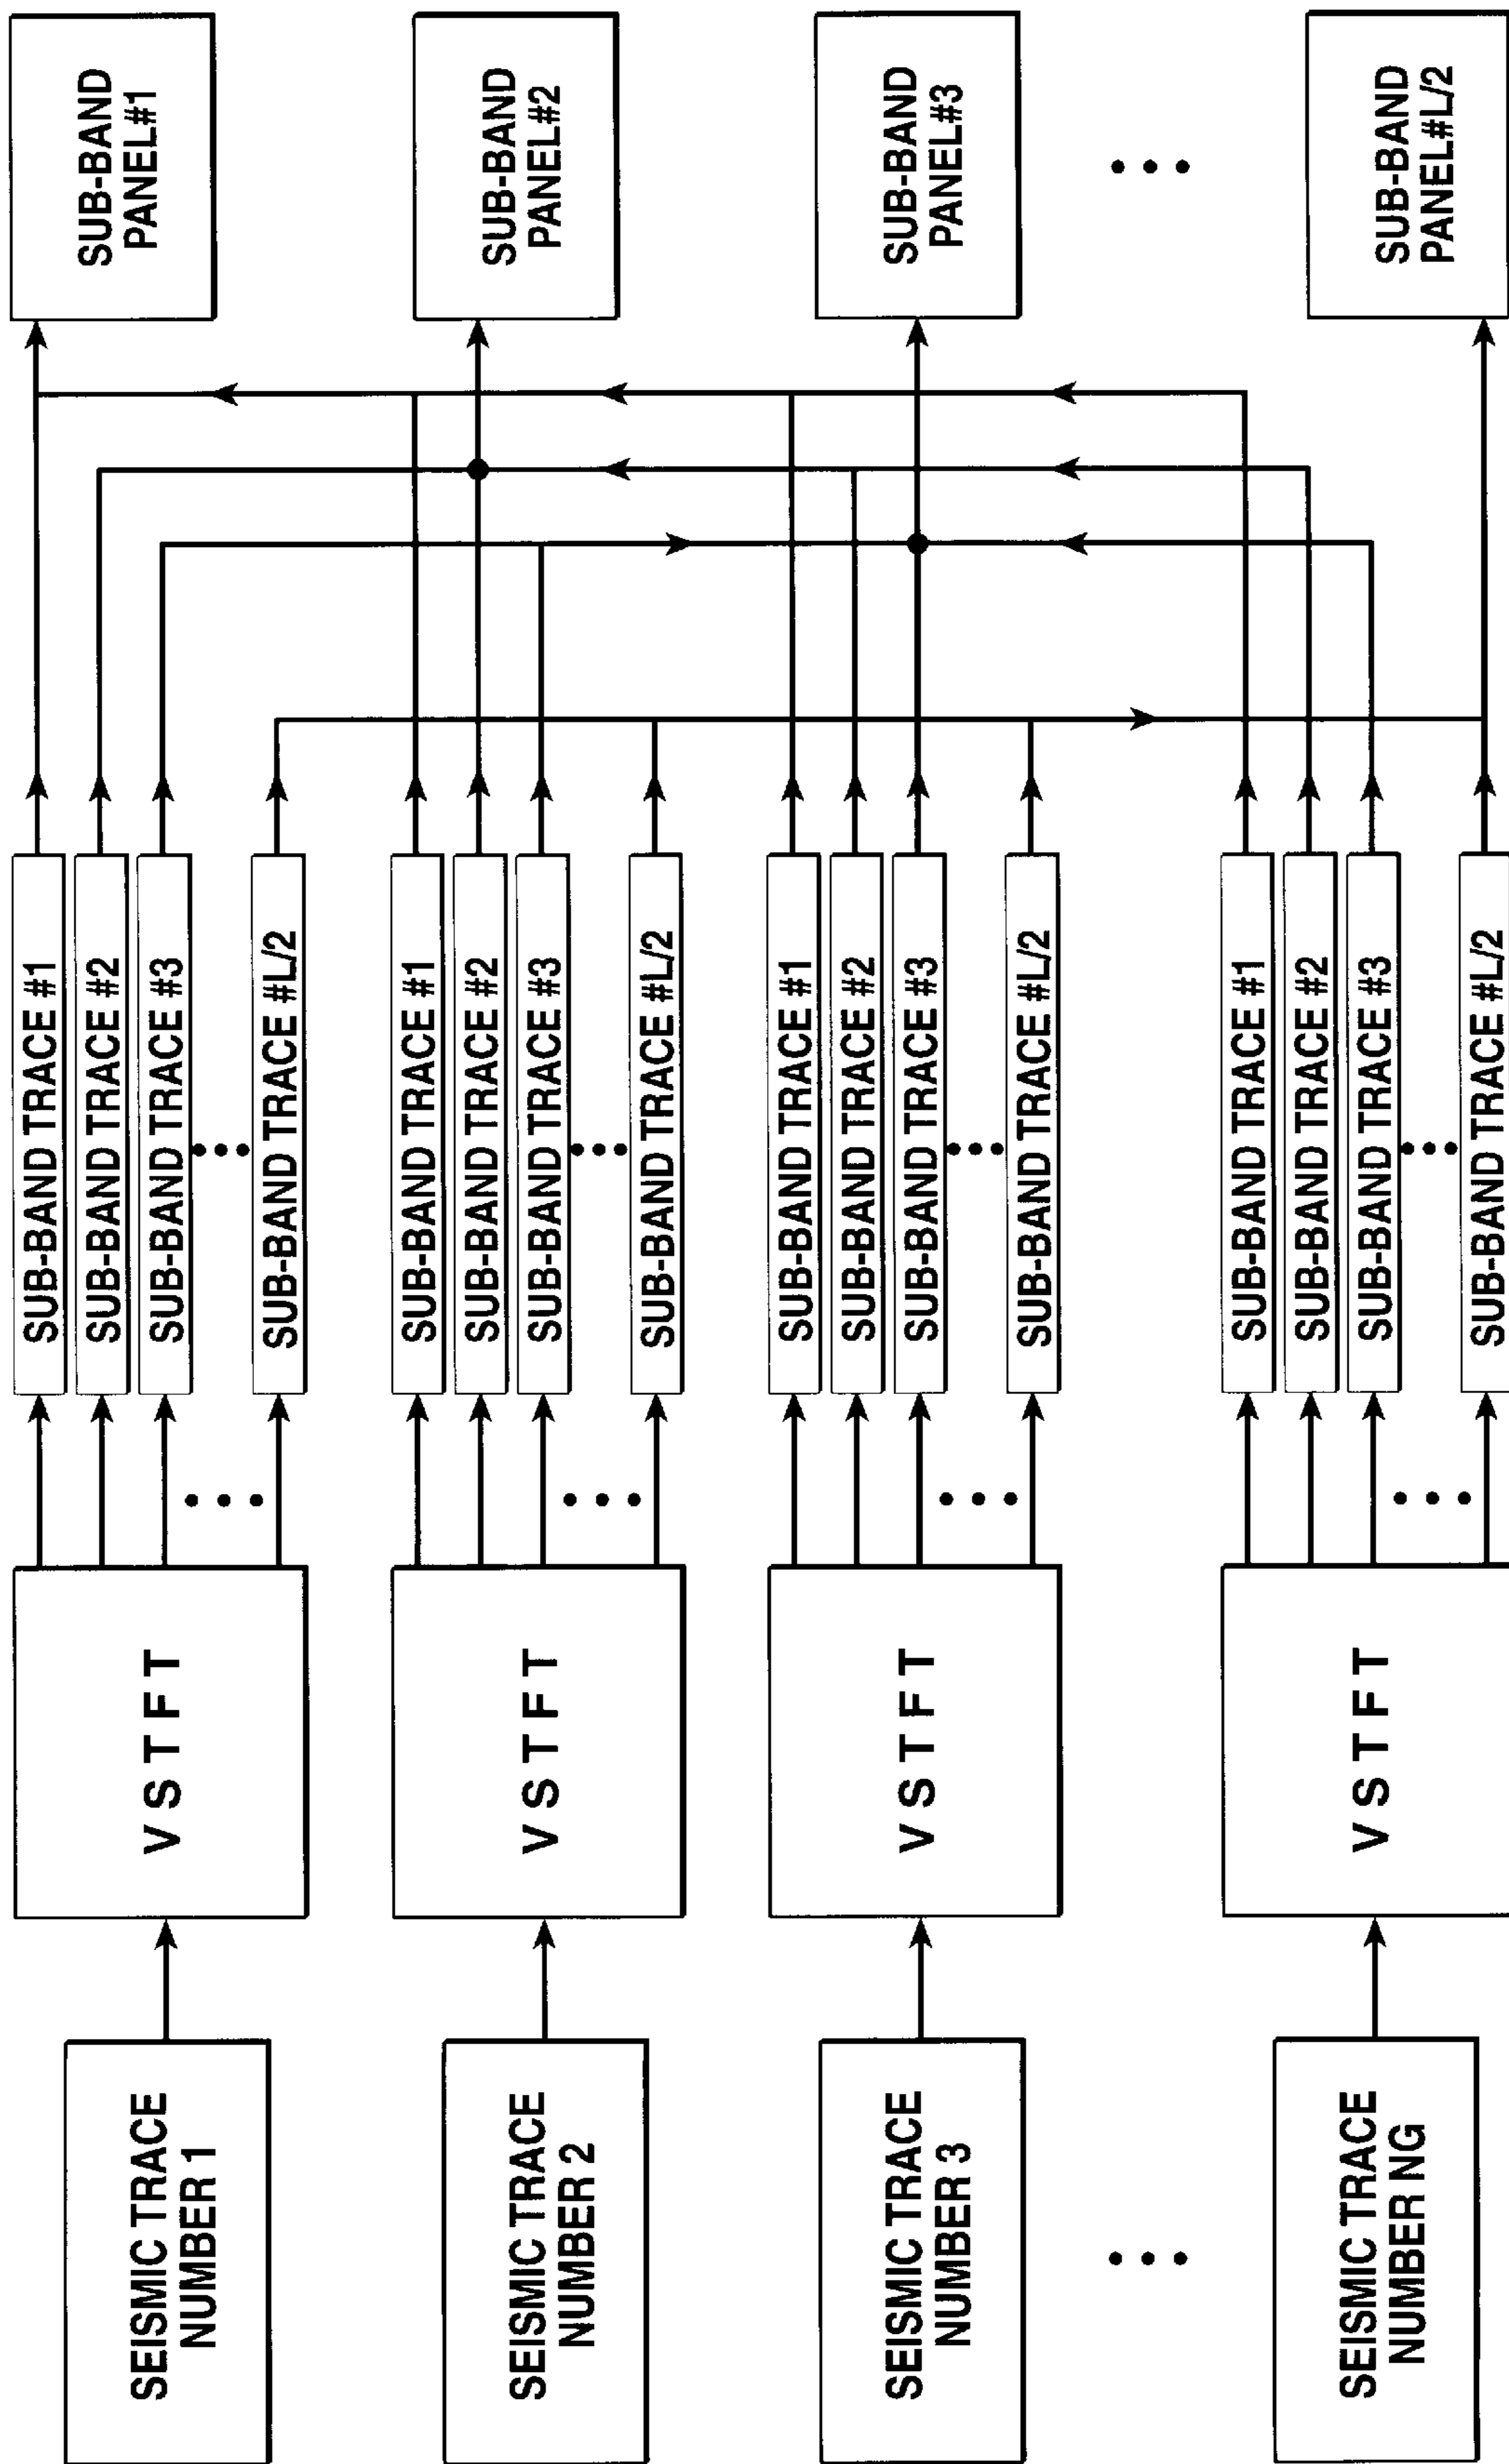 SEISMIC TRACE
NUMBER 1
SEISMIC TRACE
NUMBER 2
SEISMIC TRACE
NUMBER 3
SEISMIC TRACE
NUMBER NG
VSTFT
VSTFT
VSTFT
VSTFT
SUB-BAND TRACE #1
SUB-BAND TRACE #2
SUB-BAND TRACE #3
SUB-BAND TRACE #L/2
SUB-BAND TRACE #1
SUB-BAND TRACE #2
SUB-BAND TRACE #3
SUB-BAND TRACE #L/2
SUB-BAND TRACE #1
SUB-BAND TRACE #2
SUB-BAND TRACE #3
SUB-BAND TRACE #L/2
SUB-BAND TRACE #1
SUB-BAND TRACE #2
SUB-BAND TRACE #3
SUB-BAND TRACE #L/2
SUB-BAND
PANEL#1
SUB-BAND
PANEL#2
SUB-BAND
PANEL#3
SUB-BAND
PANEL#L/2